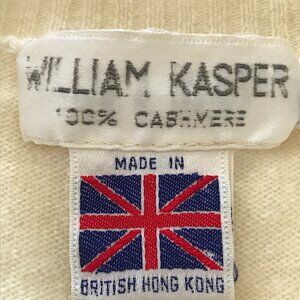 WILLIAM KASPER
100% CASHMERE
MADE IN
BRITISH HONG KONG